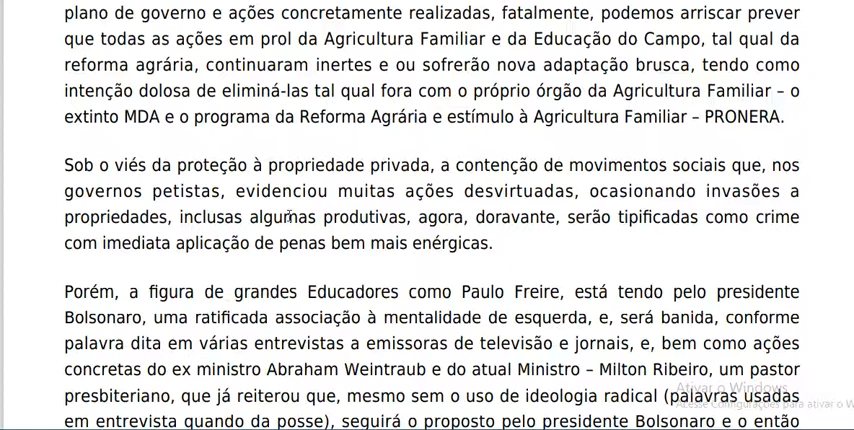 plano de governo e ações concretamente realizadas, fatalmente, podemos arriscar prever
que todas as ações em prol da Agricultura Familiar e da Educação do Campo, tal qual da
reforma agrária, continuaram inertes e ou sofrerão nova adaptação brusca, tendo como
intenção dolosa de eliminá-las tal qual fora com o próprio órgão da Agricultura Familiar – o
extinto MDA e o programa da Reforma Agrária e estímulo à Agricultura Familiar – PRONERA.
Sob o viés da proteção à propriedade privada, a contenção de movimentos sociais que, nos
governos petistas, evidenciou muitas ações desvirtuadas, ocasionando invasões a
propriedades, inclusas algumas produtivas, agora, doravante, serão tipificadas como crime
com imediata aplicação de penas bem mais enérgicas.
Porém, a figura de grandes Educadores como Paulo Freire, está tendo pelo presidente
Bolsonaro, uma ratificada associação à mentalidade de esquerda, e, será banida, conforme
palavra dita em várias entrevistas a emissoras de televisão e jornais, e, bem como ações
concretas do ex ministro Abraham Weintraub e do atual Ministro – Milton Ribeiro, um pastor
presbiteriano, que já reiterou que, mesmo sem o uso de ideologia radical (palavras usadas
em entrevista quando da posse), seguirá o proposto pelo presidente Bolsonaro e o então
Ativar o Windows
Acesse Configurações para ativar o W